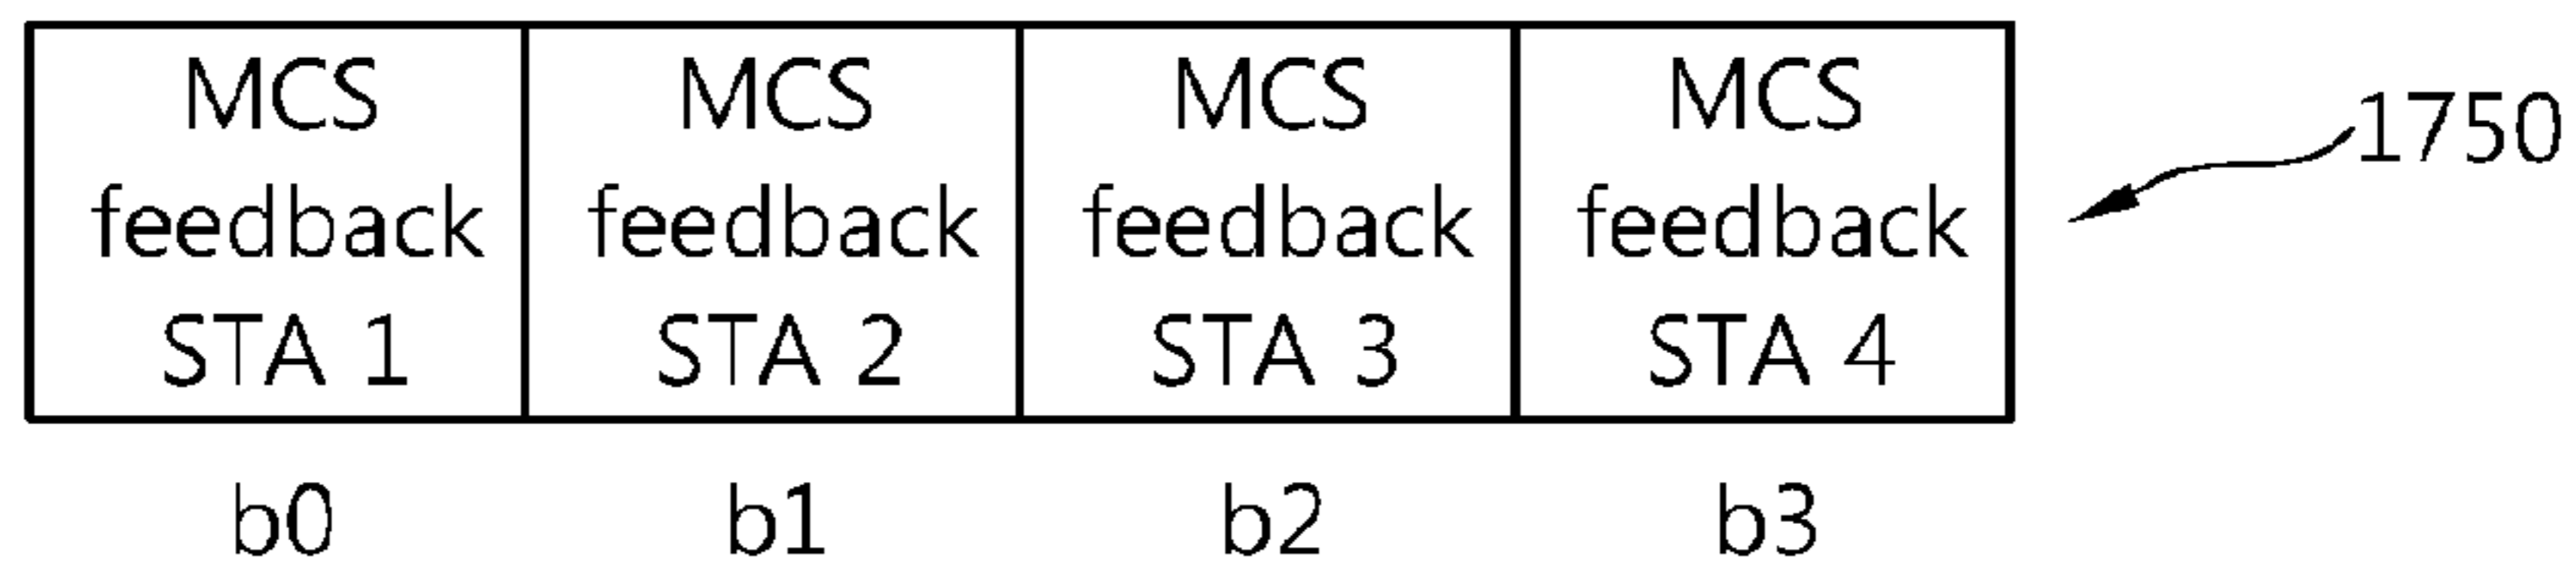 MCS feedback STA 1
MCS feedback STA 2
MCS feedback STA 3
MCS feedback STA 4
1750
b0 b1 b2 b3